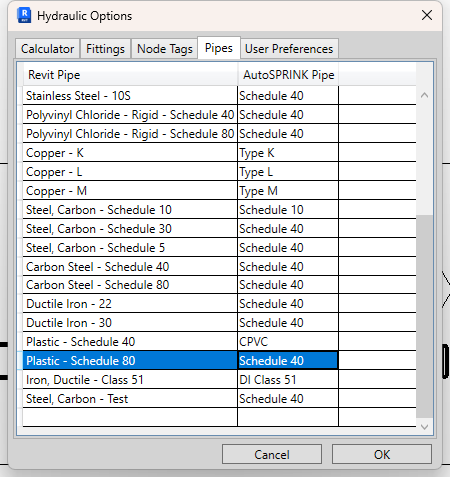 Hydraulic Options
Calculator Fittings Node Tags Pipes User Preferences
Revit Pipe AutoSPRINK Pipe
Stainless Steel - 10S Schedule 40
Polyvinyl Chloride - Rigid - Schedule 40 Schedule 40
Polyvinyl Chloride - Rigid - Schedule 80 Schedule 40
Copper - K Type K
Copper - L Type L
Copper - M Type M
Steel, Carbon - Schedule 10 Schedule 10
Steel, Carbon - Schedule 30 Schedule 40
Steel, Carbon - Schedule 5 Schedule 40
Carbon Steel - Schedule 40 Schedule 40
Carbon Steel - Schedule 80 Schedule 40
Ductile Iron - 22 Schedule 40
Ductile Iron - 30 Schedule 40
Plastic - Schedule 40 CPVC
Plastic - Schedule 80 Schedule 40
Iron, Ductile - Class 51 DI Class 51
Steel, Carbon - Test Schedule 40
Cancel OK